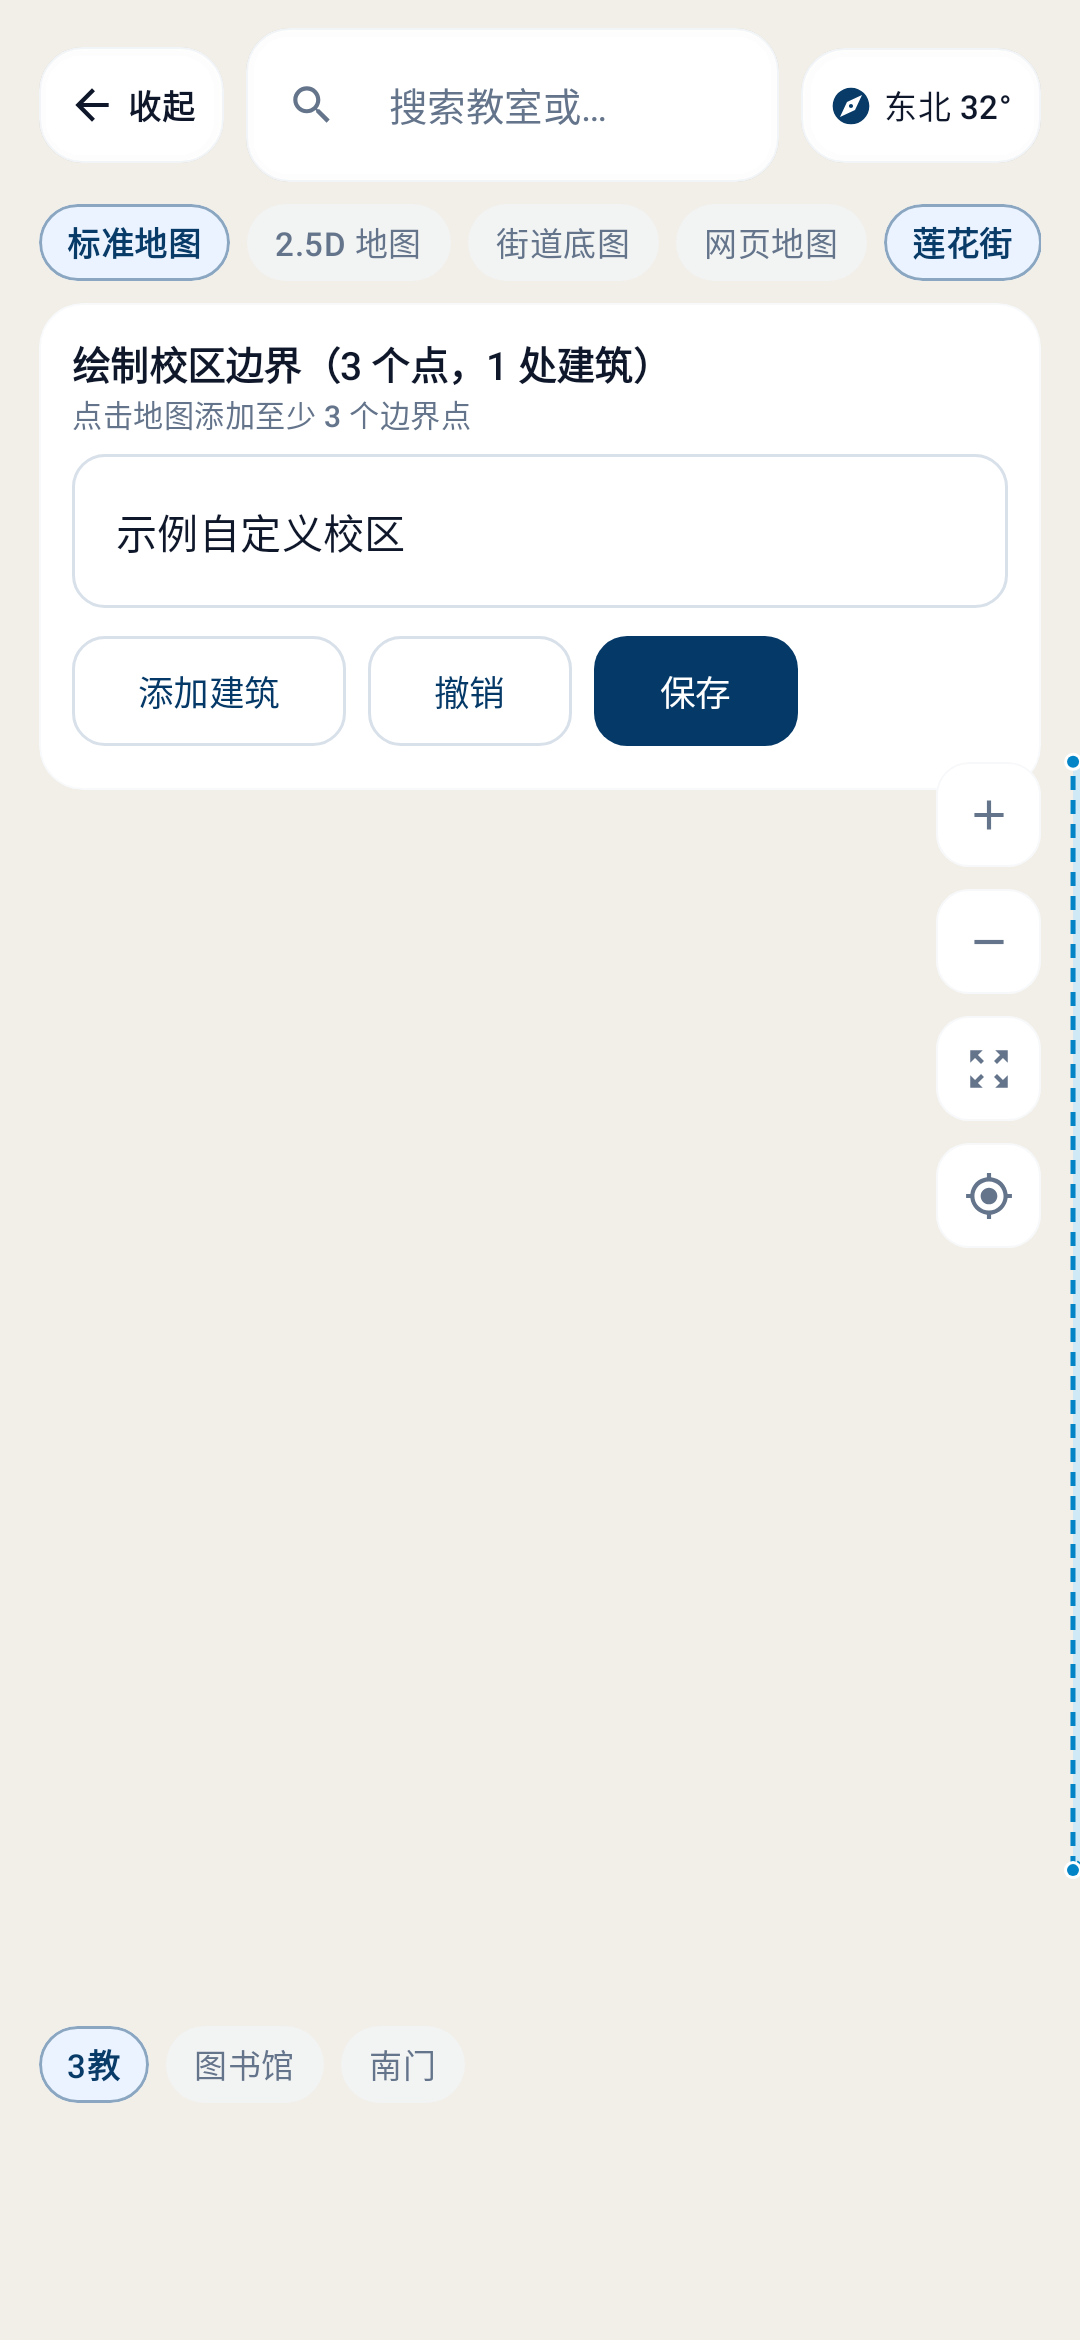 收起
搜索教室或...
东北 32°
标准地图
2.5D 地图
街道底图
网页地图
莲花街
绘制校区边界（3 个点，1 处建筑）
点击地图添加至少 3 个边界点
示例自定义校区
添加建筑
撤销
保存
3教
图书馆
南门